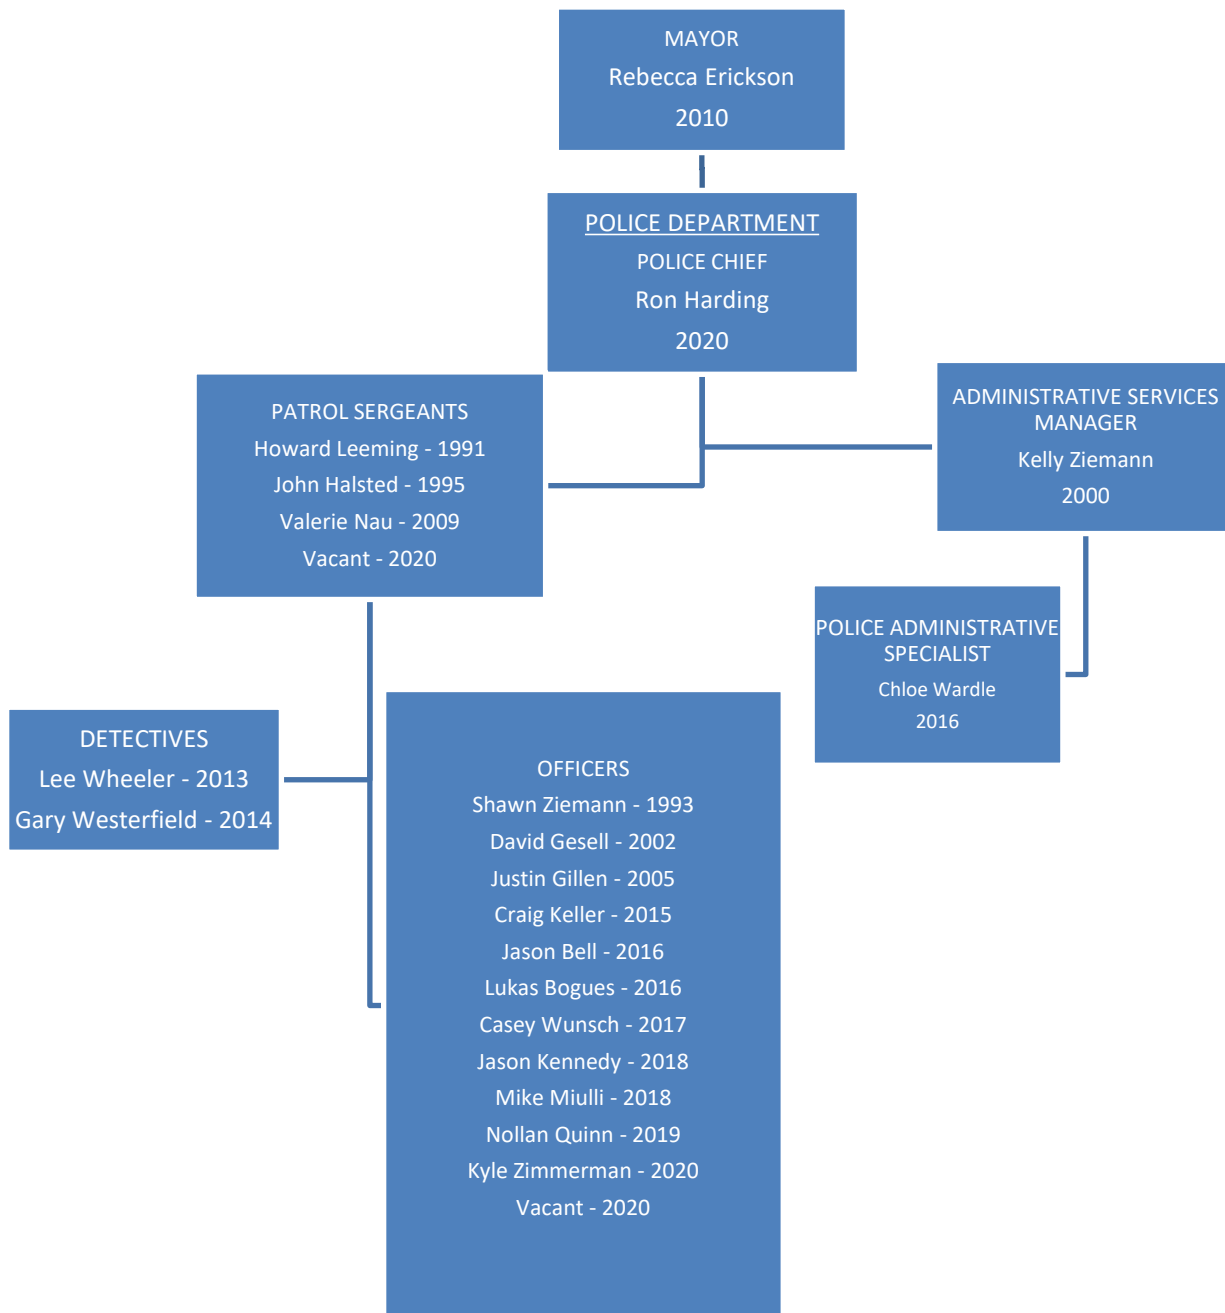 MAYOR
Rebecca Erickson
2010
POLICE DEPARTMENT
POLICE CHIEF
Ron Harding
2020
PATROL SERGEANTS
Howard Leeming - 1991
John Halsted - 1995
Valerie Nau - 2009
Vacant - 2020
ADMINISTRATIVE SERVICES
MANAGER
Kelly Ziemann
2000
POLICE ADMINISTRATIVE
SPECIALIST
Chloe Wardle
2016
DETECTIVES
Lee Wheeler - 2013
Gary Westerfield - 2014
OFFICERS
Shawn Ziemann - 1993
David Gesell - 2002
Justin Gillen - 2005
Craig Keller - 2015
Jason Bell - 2016
Lukas Bogues - 2016
Casey Wunsch - 2017
Jason Kennedy - 2018
Mike Miulli - 2018
Nollan Quinn - 2019
Kyle Zimmerman - 2020
Vacant - 2020